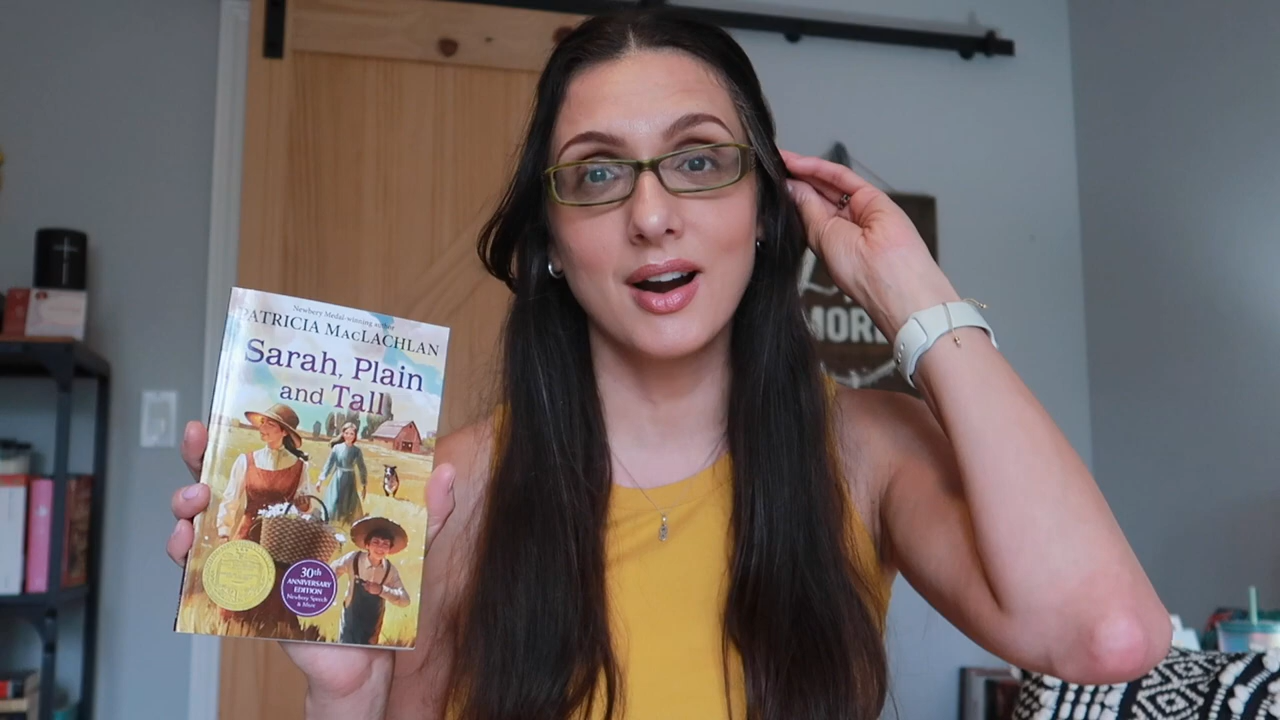 Newbery Medal-winning author
PATRICIA MACLACHLAN
Sarah, Plain
and Tall
30th
ANNIVERSARY
EDITION
Newbery Speech
& More
MORE